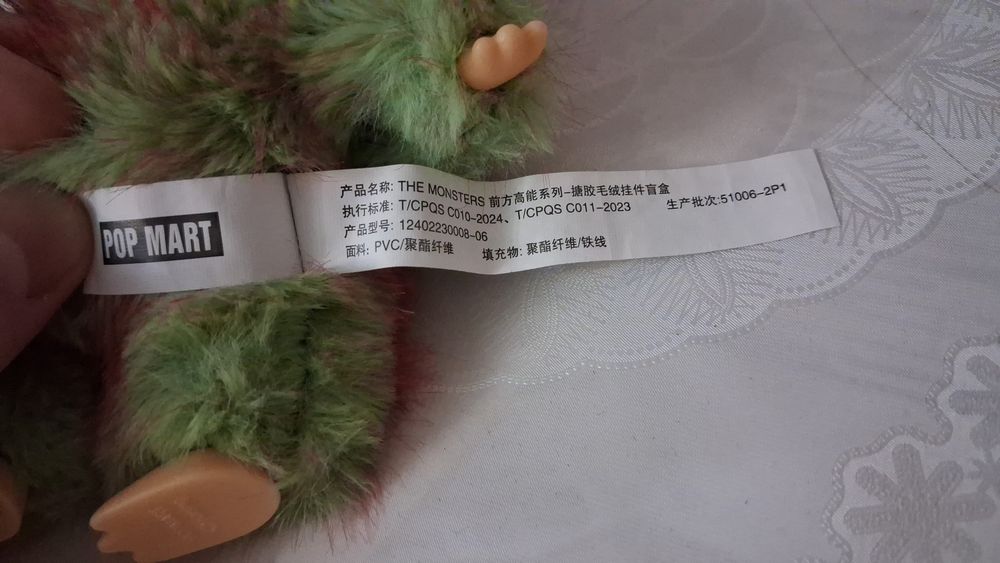 POP MART
产品名称: THE MONSTERS 前方高能系列-搪胶毛绒挂件盲盒
执行标准: T/CPQS C010-2024、T/CPQS C011-2023 生产批次:51006-2P1
产品型号: 12402230008-06
面料: PVC/聚酯纤维 填充物: 聚酯纤维/铁线